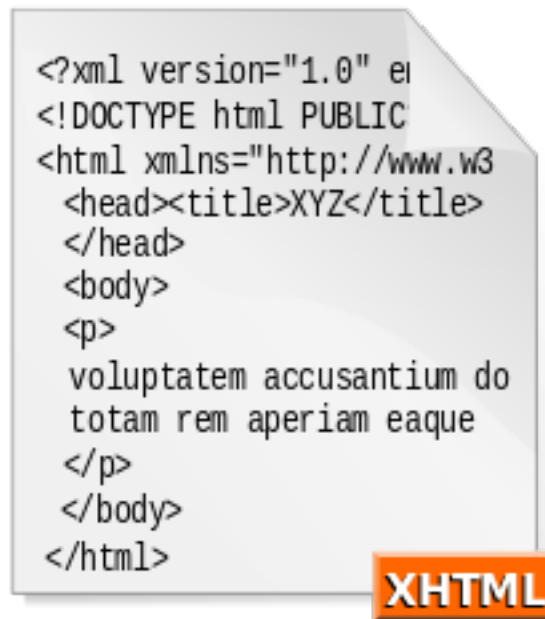 <?xml version="1.0" en
<!DOCTYPE html PUBLIC
<html xmlns="http://www.w3
<head><title>XYZ</title>
</head>
<body>
<p>
voluptatem accusantium do
totam rem aperiam eaque
</p>
</body>
</html>
XHTML